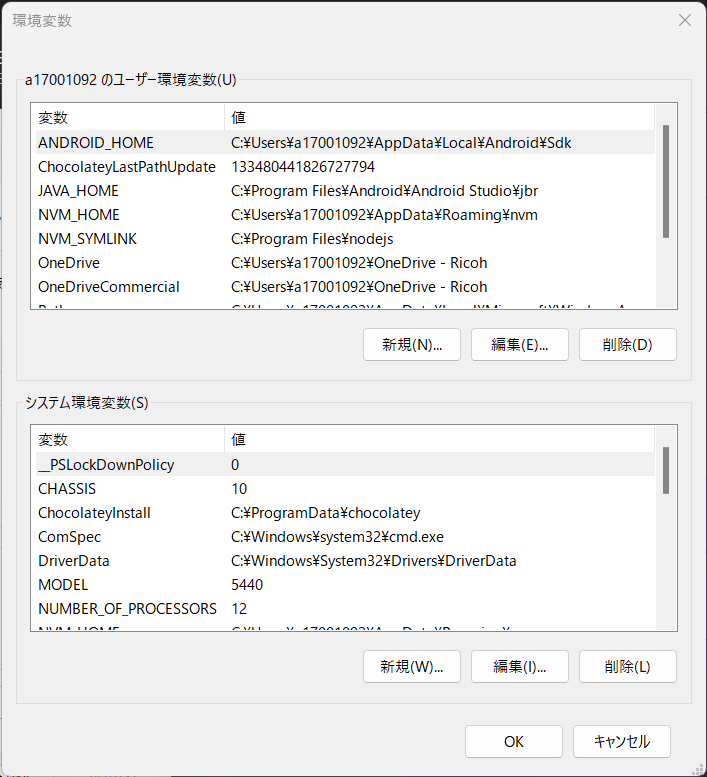 環境変数
a17001092 のユーザー環境変数(U)
変数 値
ANDROID_HOME C:¥Users¥a17001092¥AppData¥Local¥Android¥Sdk
ChocolateyLastPathUpdate 133480441826727794
JAVA_HOME C:¥Program Files¥Android¥Android Studio¥jbr
NVM_HOME C:¥Users¥a17001092¥AppData¥Roaming¥nvm
NVM_SYMLINK C:¥Program Files¥nodejs
OneDrive C:¥Users¥a17001092¥OneDrive - Ricoh
OneDriveCommercial C:¥Users¥a17001092¥OneDrive - Ricoh
新規(N)... 編集(E)... 削除(D)
システム環境変数(S)
変数 値
__PSLockDownPolicy 0
CHASSIS 10
ChocolateyInstall C:¥ProgramData¥chocolatey
ComSpec C:¥Windows¥system32¥cmd.exe
DriverData C:¥Windows¥System32¥Drivers¥DriverData
MODEL 5440
NUMBER_OF_PROCESSORS 12
新規(W)... 編集(I)... 削除(L)
OK キャンセル